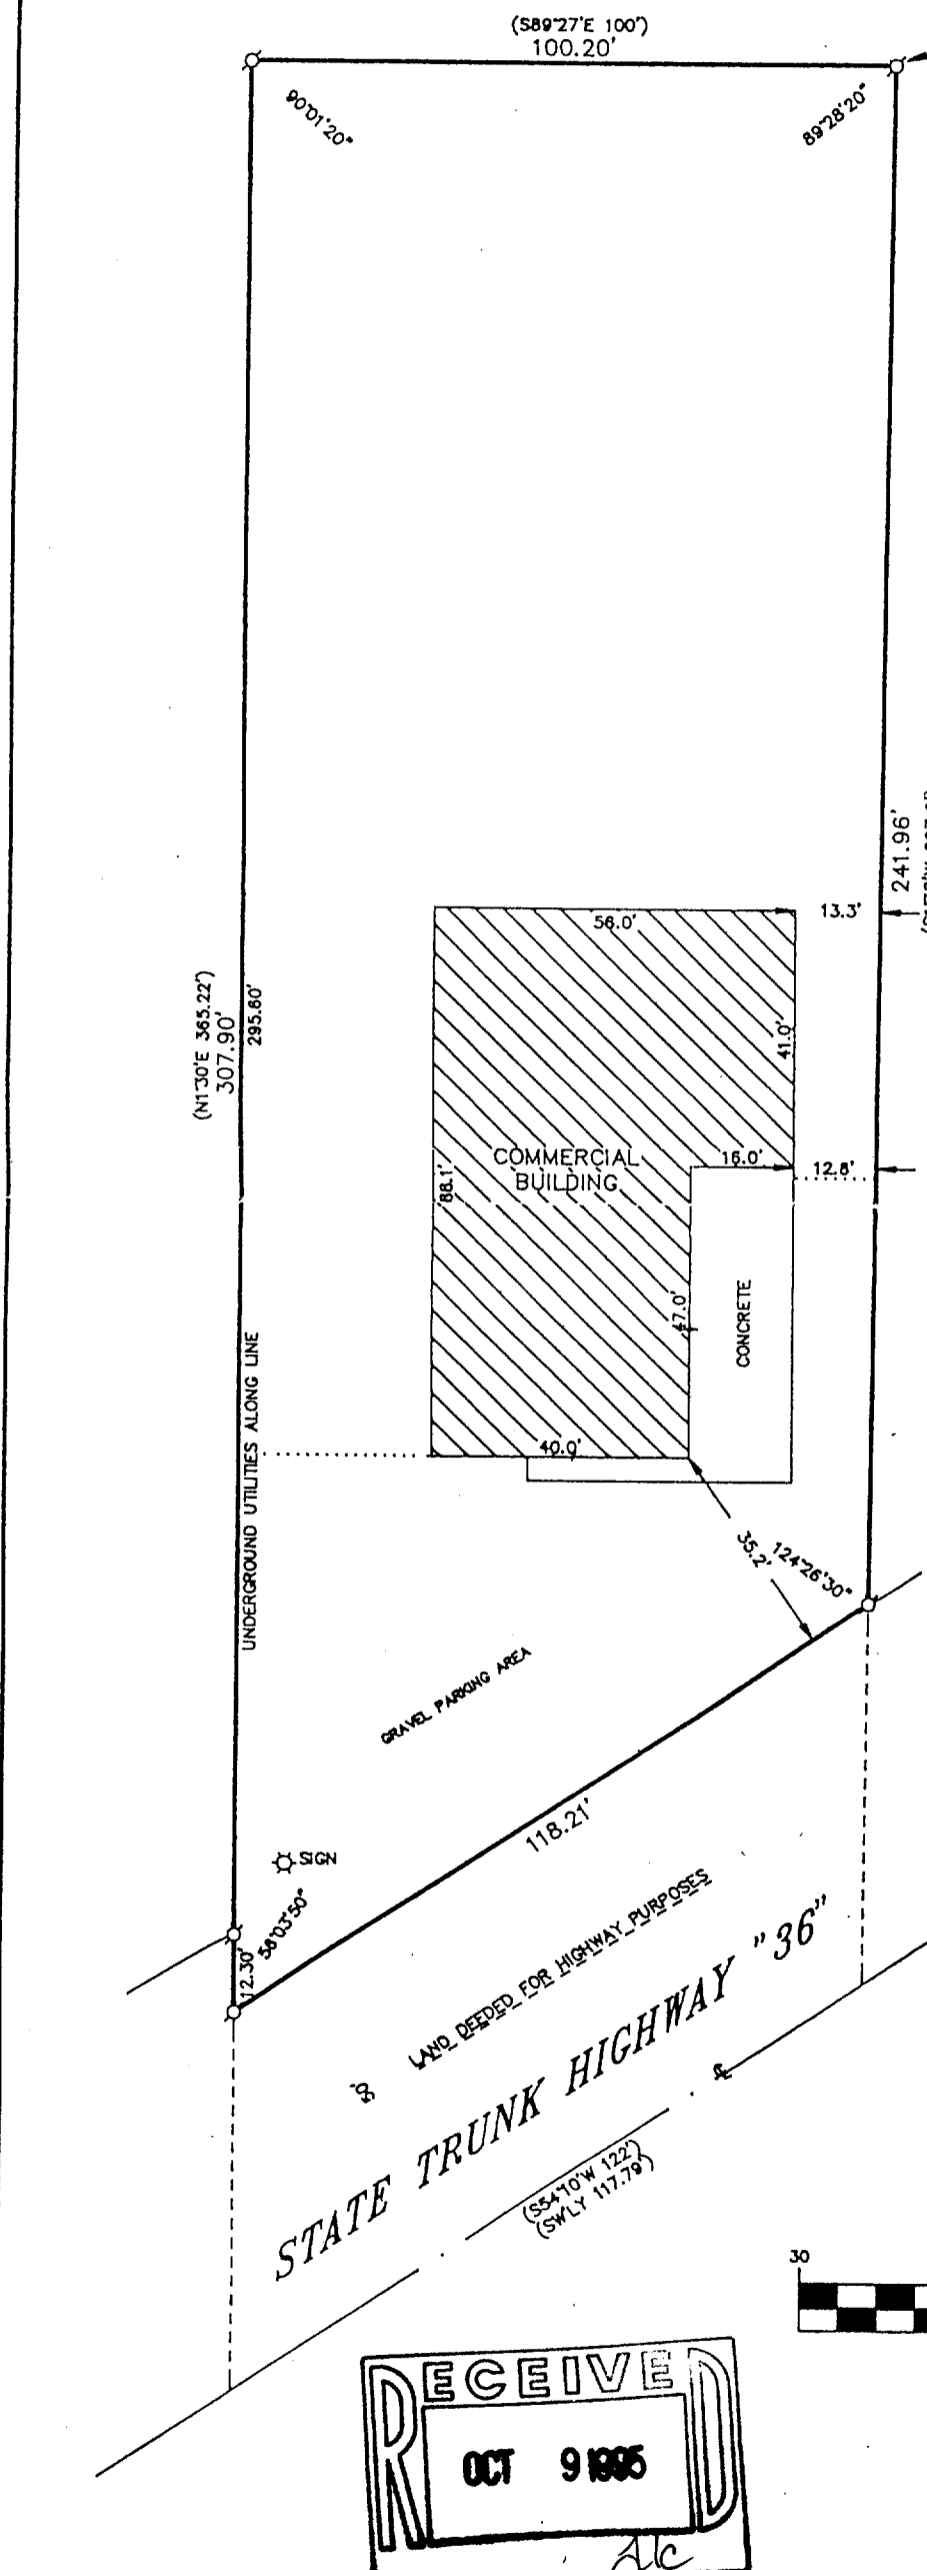 (S89°27'E 100')
100.20'
90°01'20"
89°28'20"
241.96'
13.3'
56.0'
41.0'
(N1°30'E 365.22')
307.90'
295.60'
COMMERCIAL
BUILDING
88.1'
16.0'
12.8'
47.0'
CONCRETE
40.0'
UNDERGROUND UTILITIES ALONG LINE
35.2'
124°26'30"
GRAVEL PARKING AREA
118.21'
SIGN
58°03'50"
12.30'
LAND DEEDED FOR HIGHWAY PURPOSES
STATE TRUNK HIGHWAY "36"
(S54°10'W 122')
(SW'LY 117.79')
30
RECEIVED
OCT 9 1995